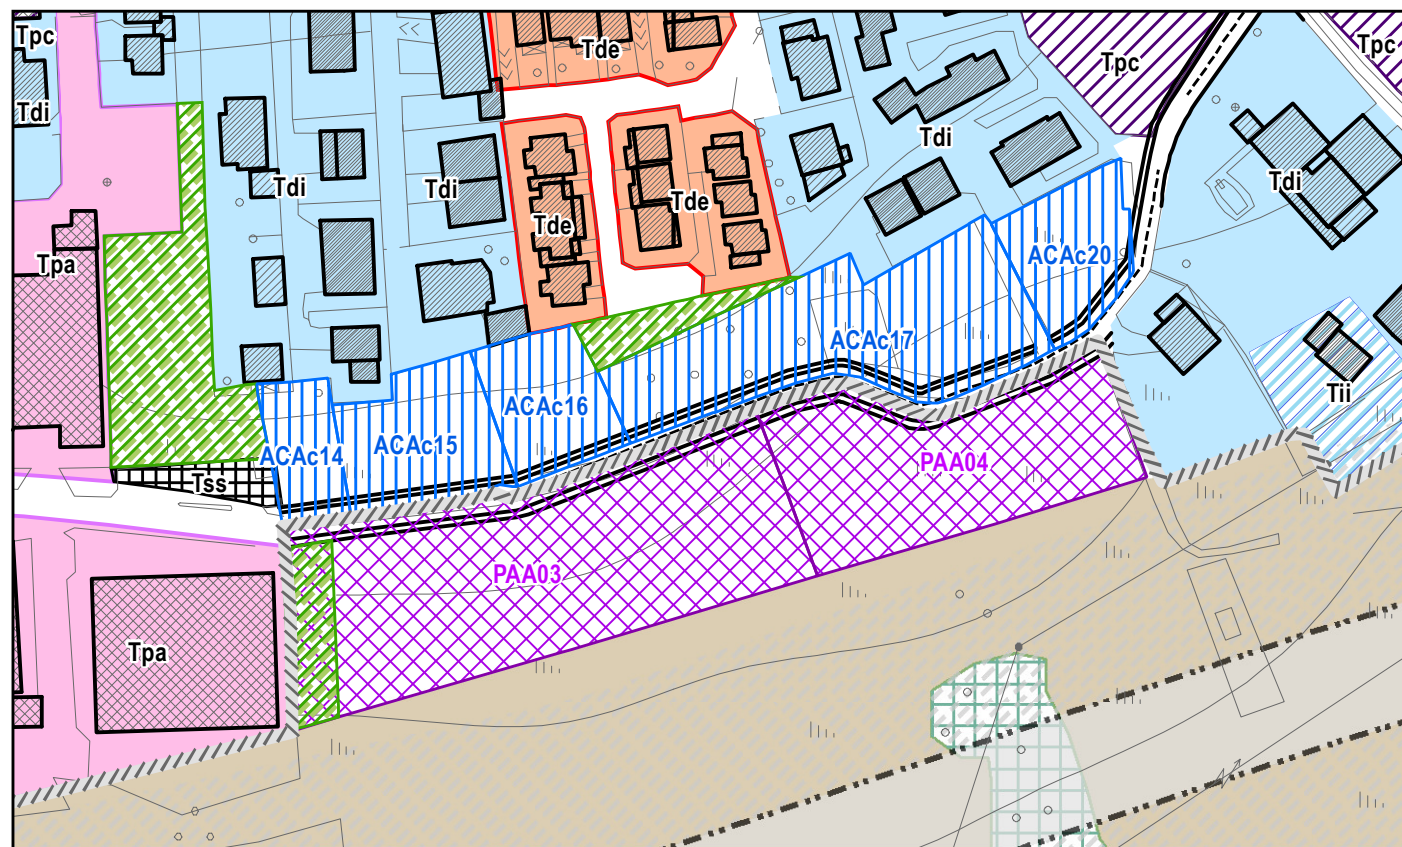 Tpc
Tde
Tpc
Tpc
Tdi
Tdi
Tdi
Tdi
Tdi
Tde
Tde
Tpa
ACAc20
ACAc17
Tii
ACAc16
ACAc15
ACAc14
PAA04
Tss
PAA03
Tpa